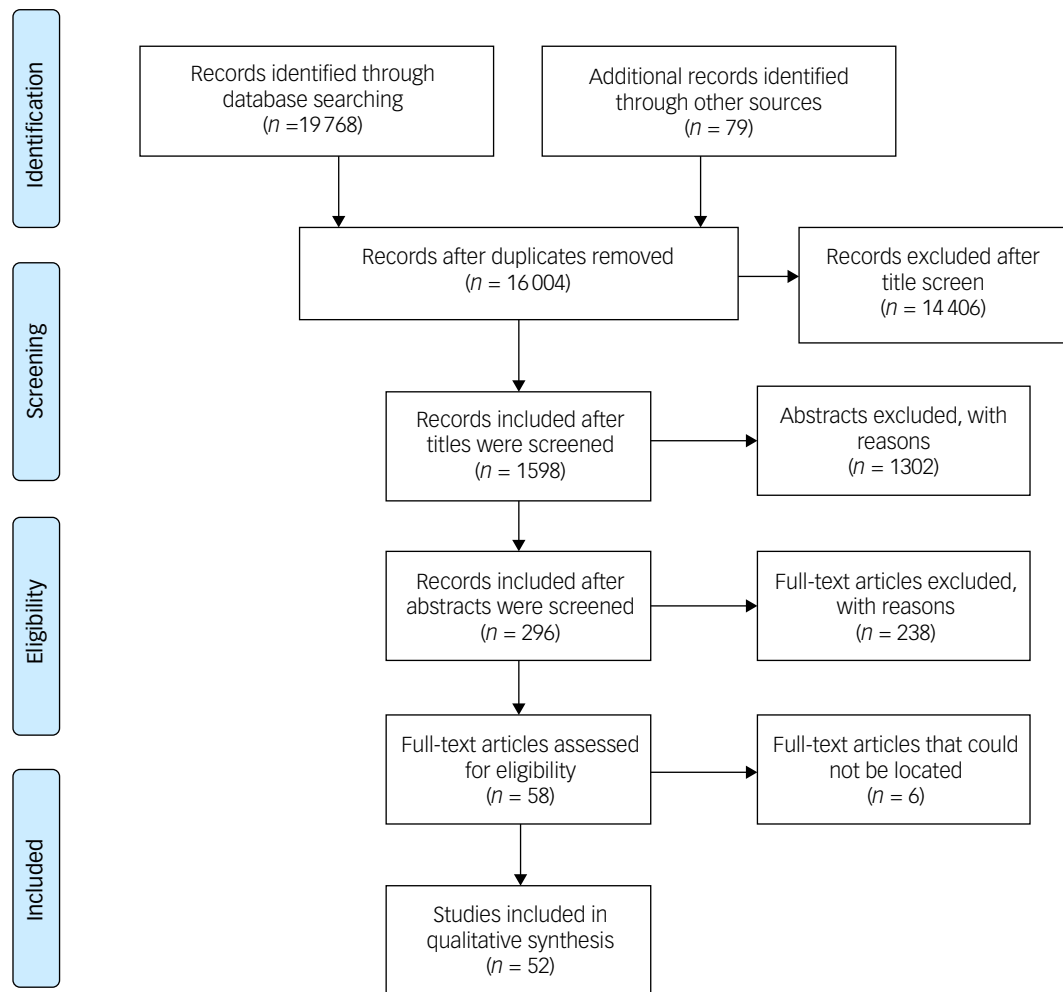 Identification
Records identified through
database searching
(n =19 768)
Additional records identified
through other sources
(n = 79)
Records after duplicates removed
(n = 16 004)
Records excluded after
title screen
(n = 14 406)
Screening
Records included after
titles were screened
(n = 1598)
Abstracts excluded, with
reasons
(n = 1302)
Eligibility
Records included after
abstracts were screened
(n = 296)
Full-text articles excluded,
with reasons
(n = 238)
Full-text articles assessed
for eligibility
(n = 58)
Full-text articles that could
not be located
(n = 6)
Included
Studies included in
qualitative synthesis
(n = 52)